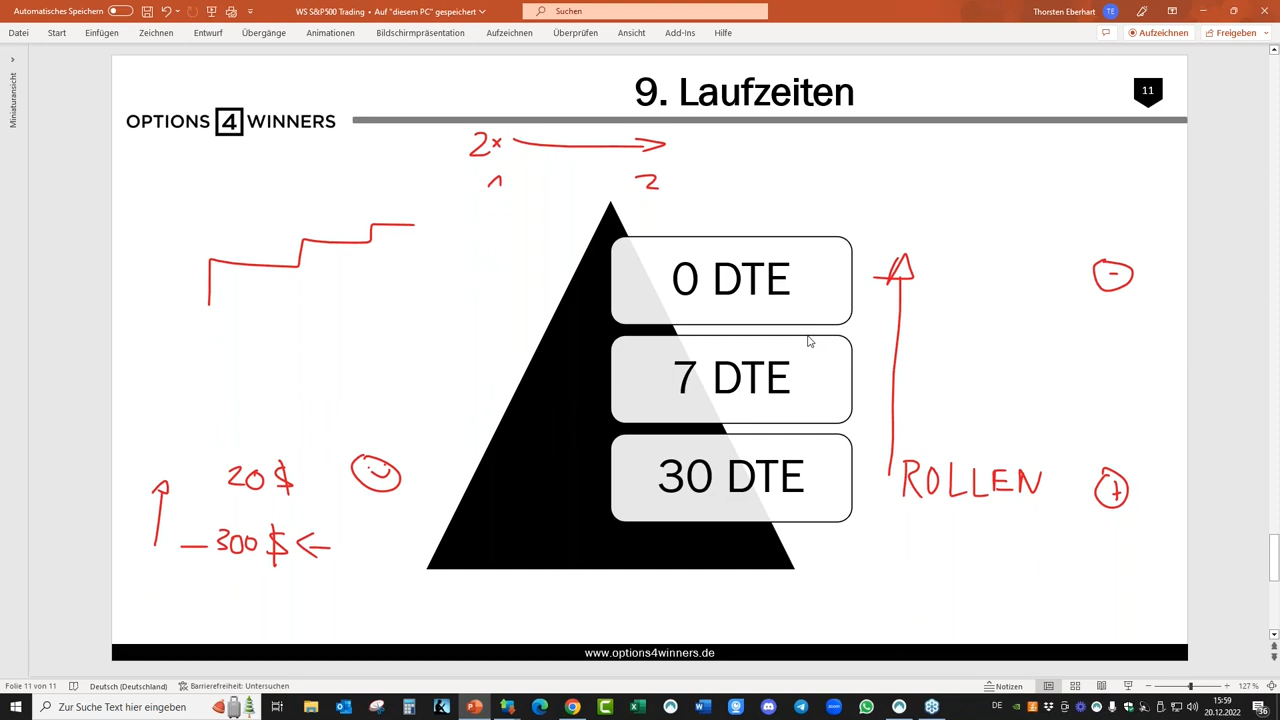 Automatisches Speichern
WINS S&P500 Trading • Auf "diesem PC" gespeichert
Suchen
Thorsten Eberhart
TE
Datei
Start
Einfügen
Zeichnen
Entwurf
Übergänge
Animationen
Bildschirmpräsentation
Aufzeichnen
Überprüfen
Ansicht
Add-Ins
Hilfe
Aufzeichnen
Freigeben
Miniaturansicht
9. Laufzeiten
11
OPTIONS 4 WINNERS
2x
1 2
0 DTE
7 DTE
30 DTE
-
20 $
ROLLEN
+
- 300 $
www.options4winners.de
Folie 11 von 11
Deutsch (Deutschland)
Barrierefreiheit: Untersuchen
Notizen
127 %
Zur Suche Text hier eingeben
DE
15:59
20.12.2022